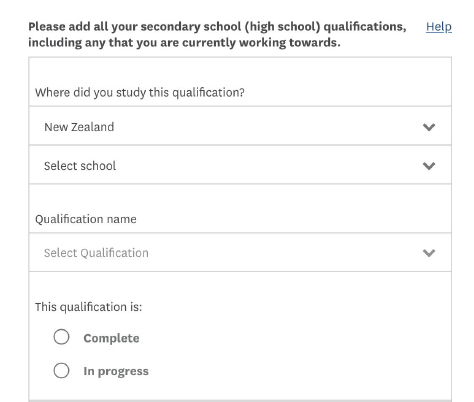 Please add all your secondary school (high school) qualifications, Help
including any that you are currently working towards.
Where did you study this qualification?
New Zealand
Select school
Qualification name
Select Qualification
This qualification is:
Complete
In progress